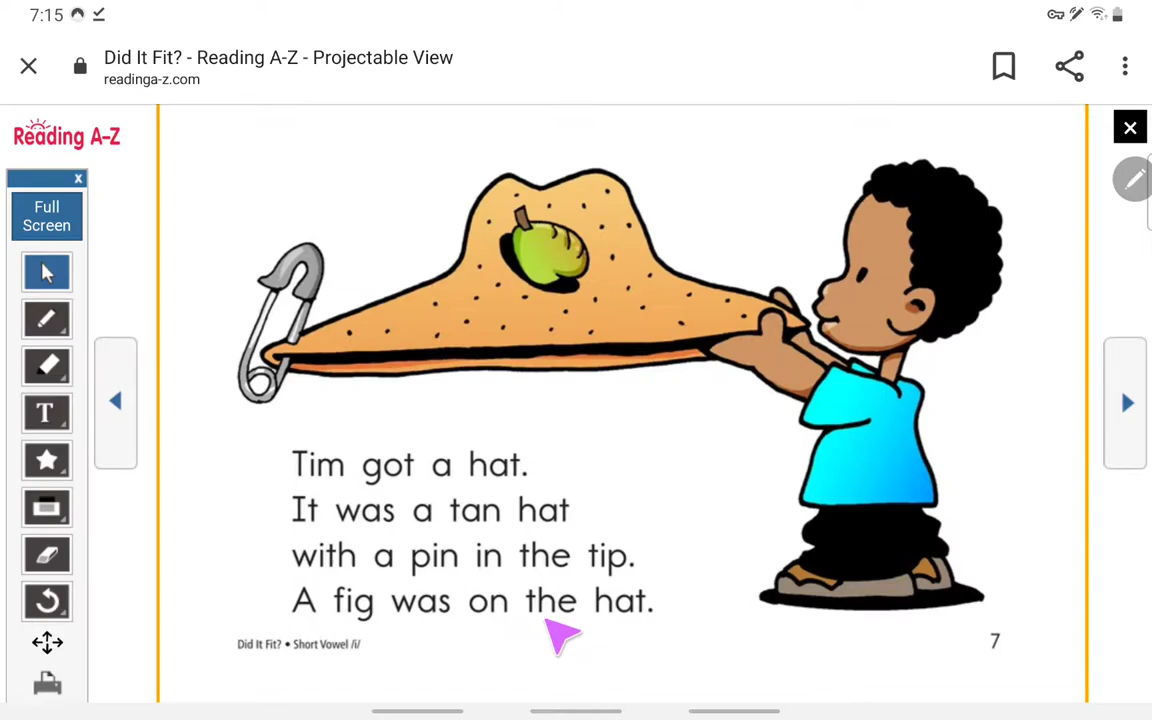 7:15
Did It Fit? - Reading A-Z - Projectable View
readinga-z.com
Reading A-Z
x
Full
Screen
T
Tim got a hat.
It was a tan hat
with a pin in the tip.
A fig was on the hat.
Did It Fit? • Short Vowel /i/
7